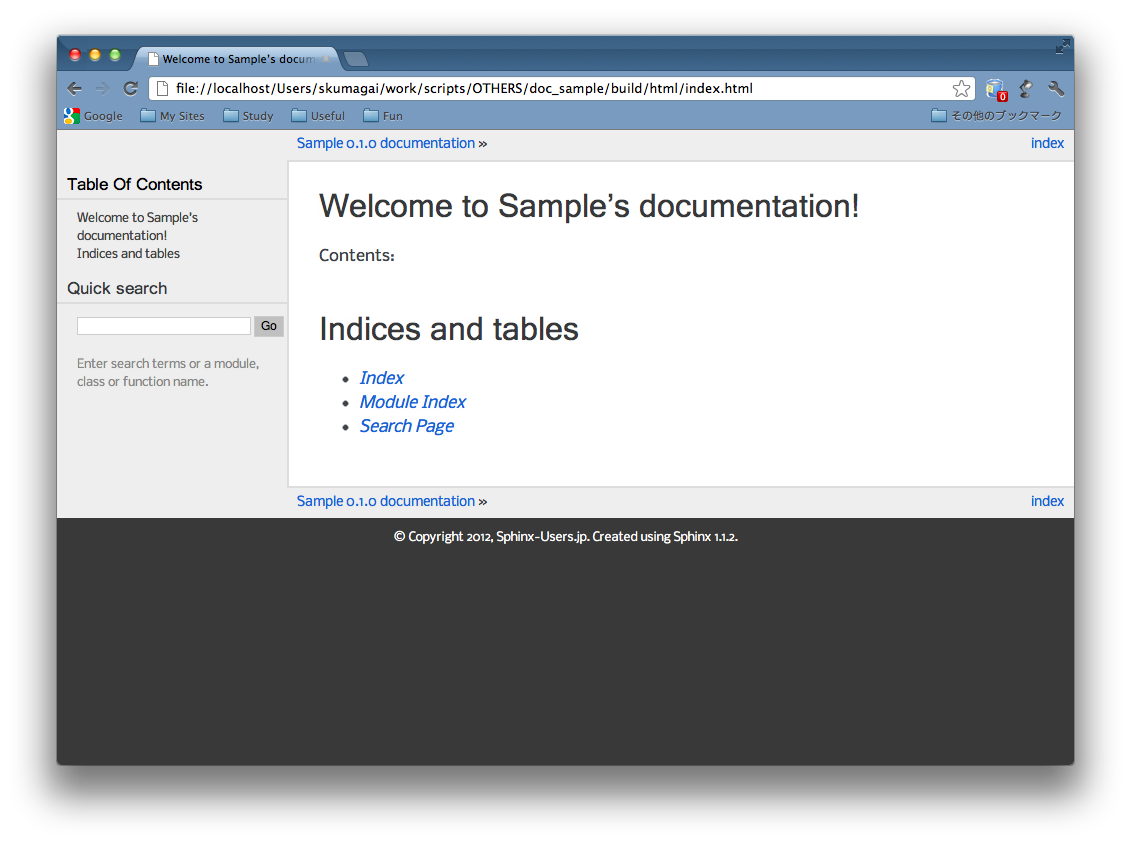 Welcome to Sample's docum
file://localhost/Users/skumagai/work/scripts/OTHERS/doc_sample/build/html/index.html
0
Google My Sites Study Useful Fun その他のブックマーク
Sample 0.1.0 documentation » index
Table Of Contents
Welcome to Sample's
documentation!
Indices and tables
Quick search
Go
Enter search terms or a module,
class or function name.
Welcome to Sample’s documentation!
Contents:
Indices and tables
Index
Module Index
Search Page
Sample 0.1.0 documentation » index
© Copyright 2012, Sphinx-Users.jp. Created using Sphinx 1.1.2.